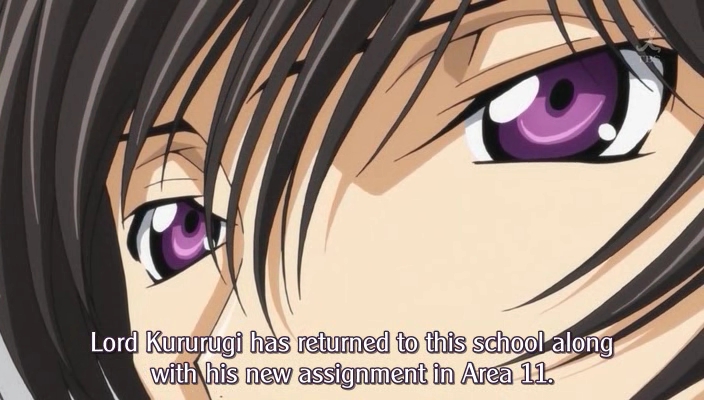 Lord Kururugi has returned to this school along
with his new assignment in Area 11.